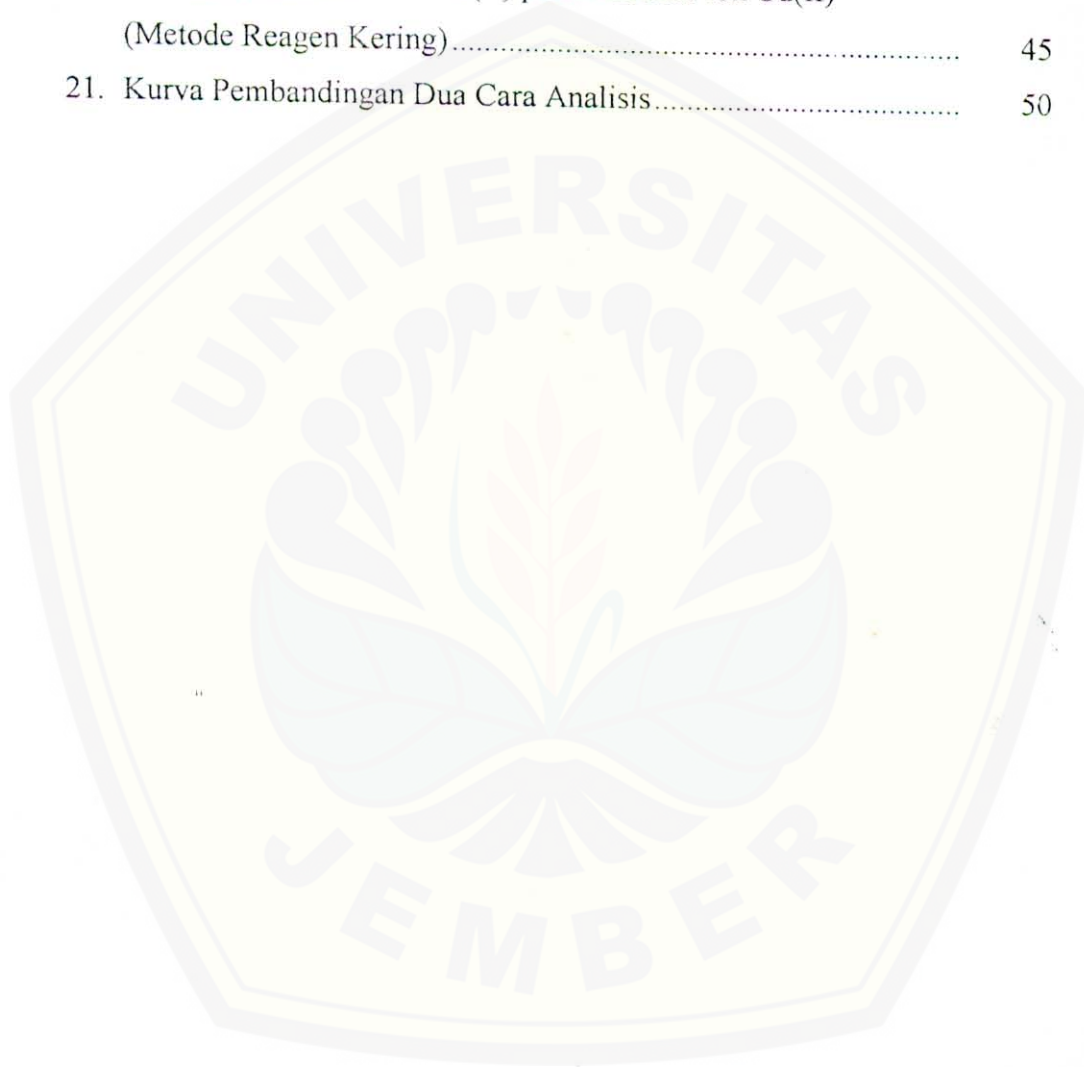 (Metode Reagen Kering) 45
21. Kurva Pembandingan Dua Cara Analisis 50
UNIVERSITAS
JEMBER